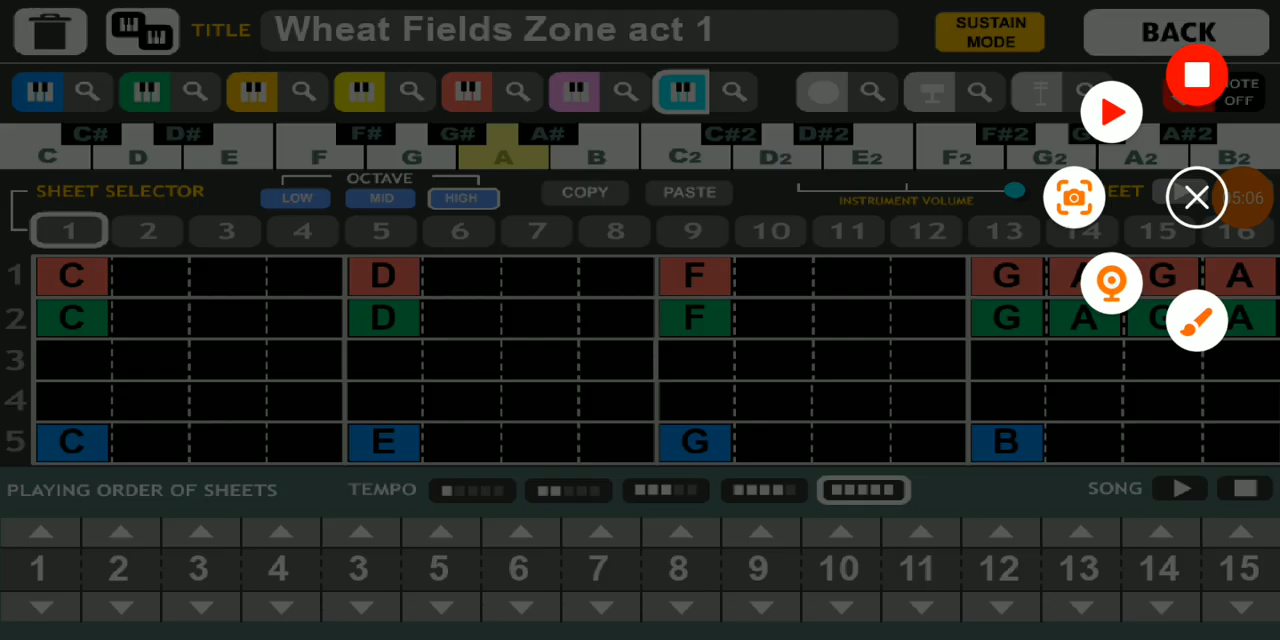 TITLE Wheat Fields Zone act 1 SUSTAIN MODE BACK
OTE OFF
C# D# F# G# A# C#2 D#2 F#2 G A#2
C D E F G A B C2 D2 E2 F2 G2 A2 B2
SHEET SELECTOR OCTAVE LOW MID HIGH COPY PASTE INSTRUMENT VOLUME EET 5:06
1 2 3 4 5 6 7 8 9 10 11 12 13 14 15 16
1 C D F G A G A
2 C D F G A G A
3
4
5 C E G B
PLAYING ORDER OF SHEETS TEMPO SONG
1 2 3 4 3 5 6 7 8 9 10 11 12 13 14 15